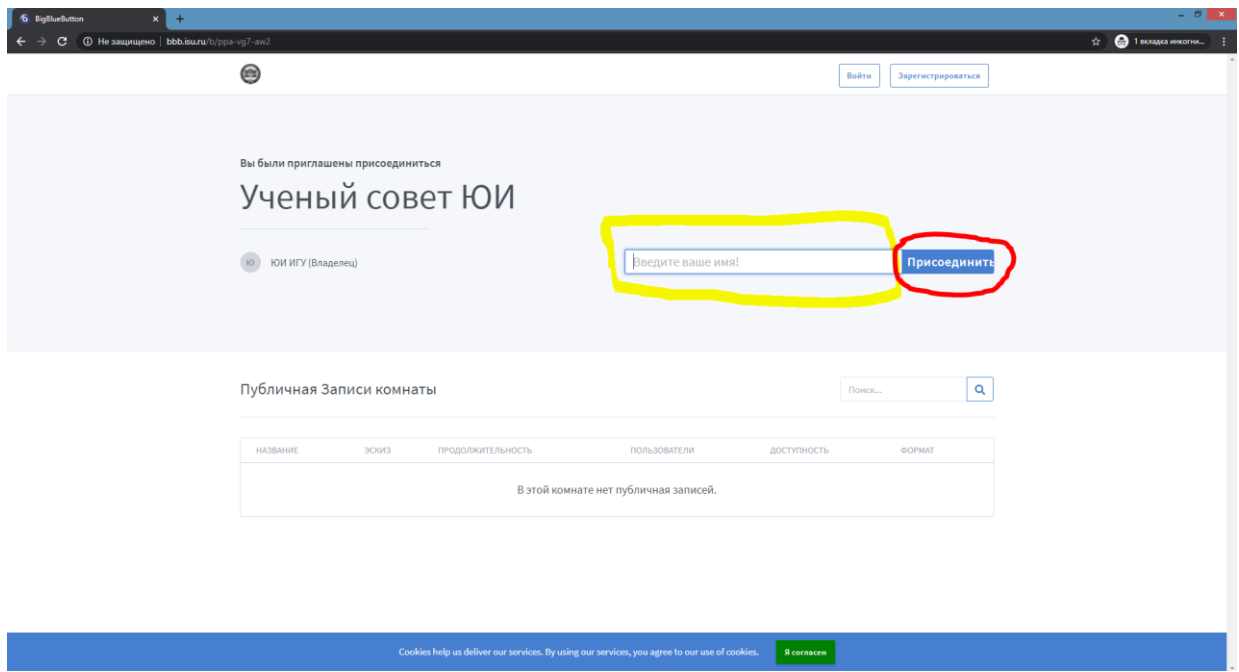 BigBlueButton
Не защищено | bbb.isu.ru/b/ppa-vg7-aw2
1 вкладка инкогни...
Войти
Зарегистрироваться
Вы были приглашены присоединиться
Ученый совет ЮИ
Ю ЮИ ИГУ (Владелец)
Введите ваше имя!
Присоединить
Публичная Записи комнаты
Поиск...
НАЗВАНИЕ ЭСКИЗ ПРОДОЛЖИТЕЛЬНОСТЬ ПОЛЬЗОВАТЕЛИ ДОСТУПНОСТЬ ФОРМАТ
В этой комнате нет публичная записей.
Cookies help us deliver our services. By using our services, you agree to our use of cookies.
Я согласен